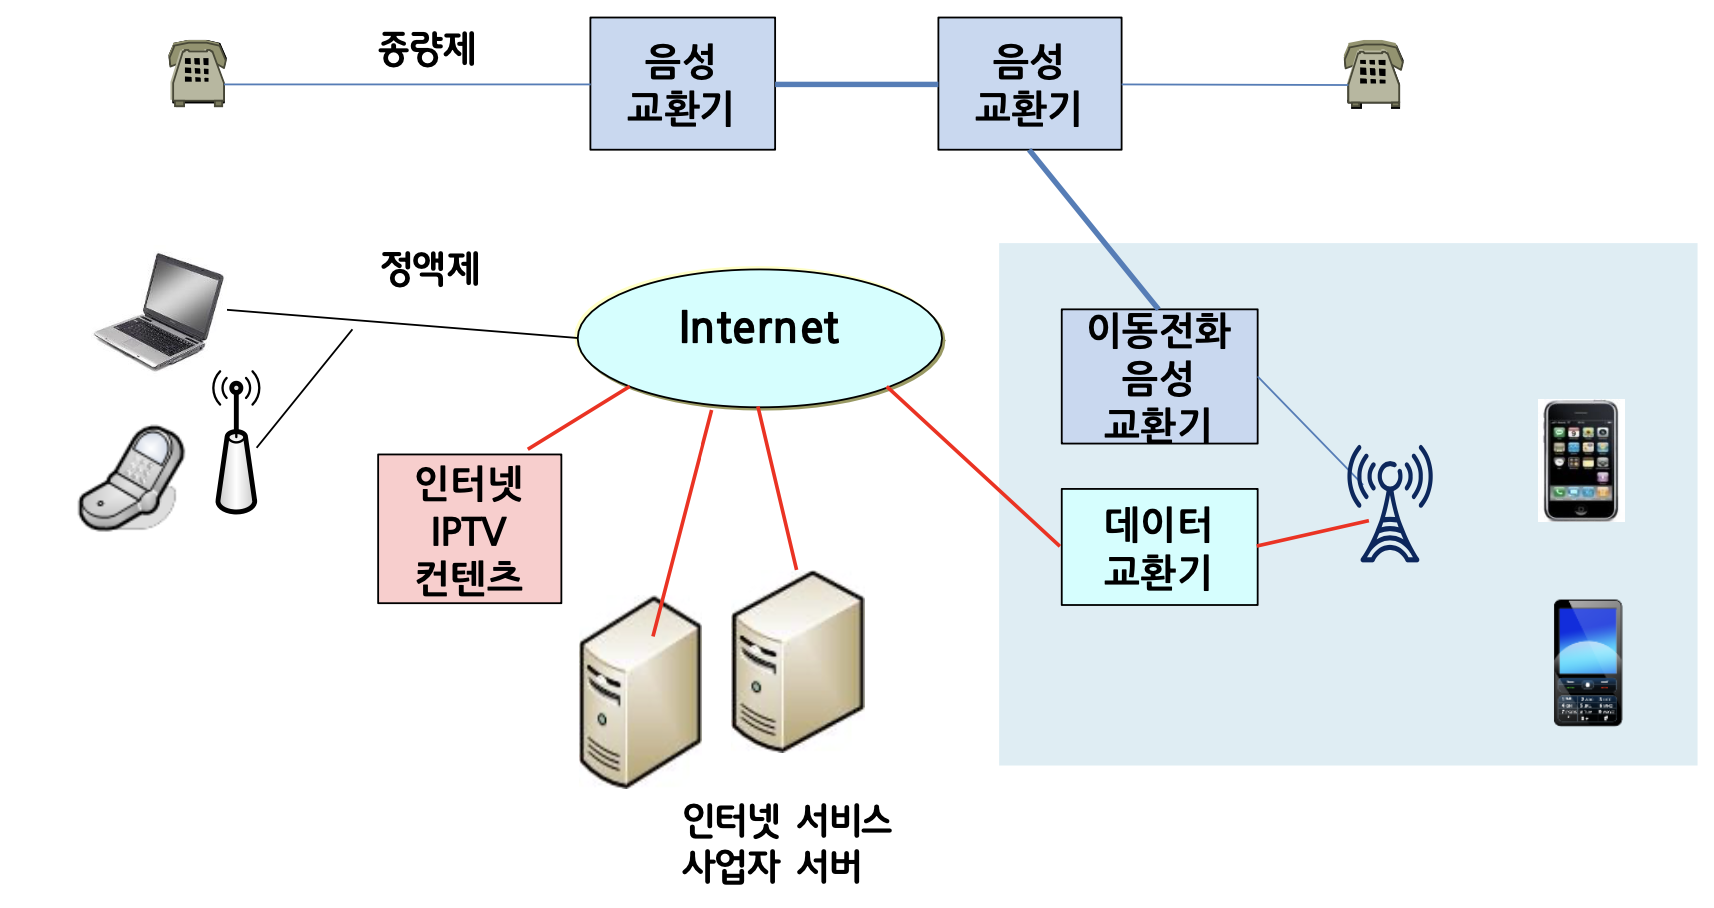 종량제
음성
교환기
음성
교환기
정액제
Internet
이동전화
음성
교환기
인터넷
IPTV
컨텐츠
데이터
교환기
인터넷 서비스
사업자 서버